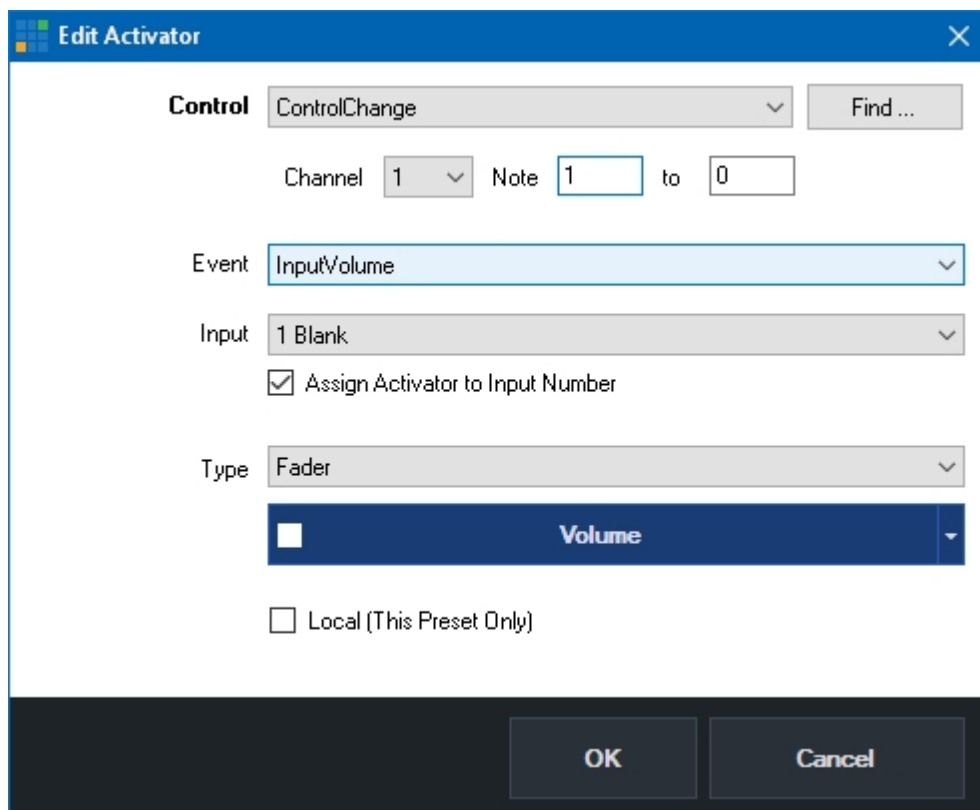 Edit Activator
Control ControlChange Find ...
Channel 1 Note 1 to 0
Event InputVolume
Input 1 Blank
Assign Activator to Input Number
Type Fader
Volume
Local (This Preset Only)
OK Cancel